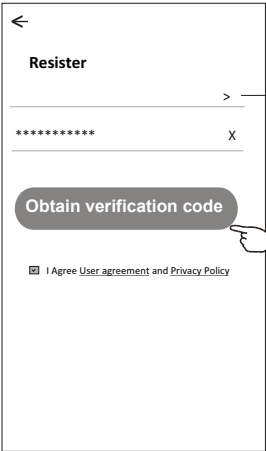 Resister
>
*********** X
Obtain verification code
I Agree User agreement and Privacy Policy